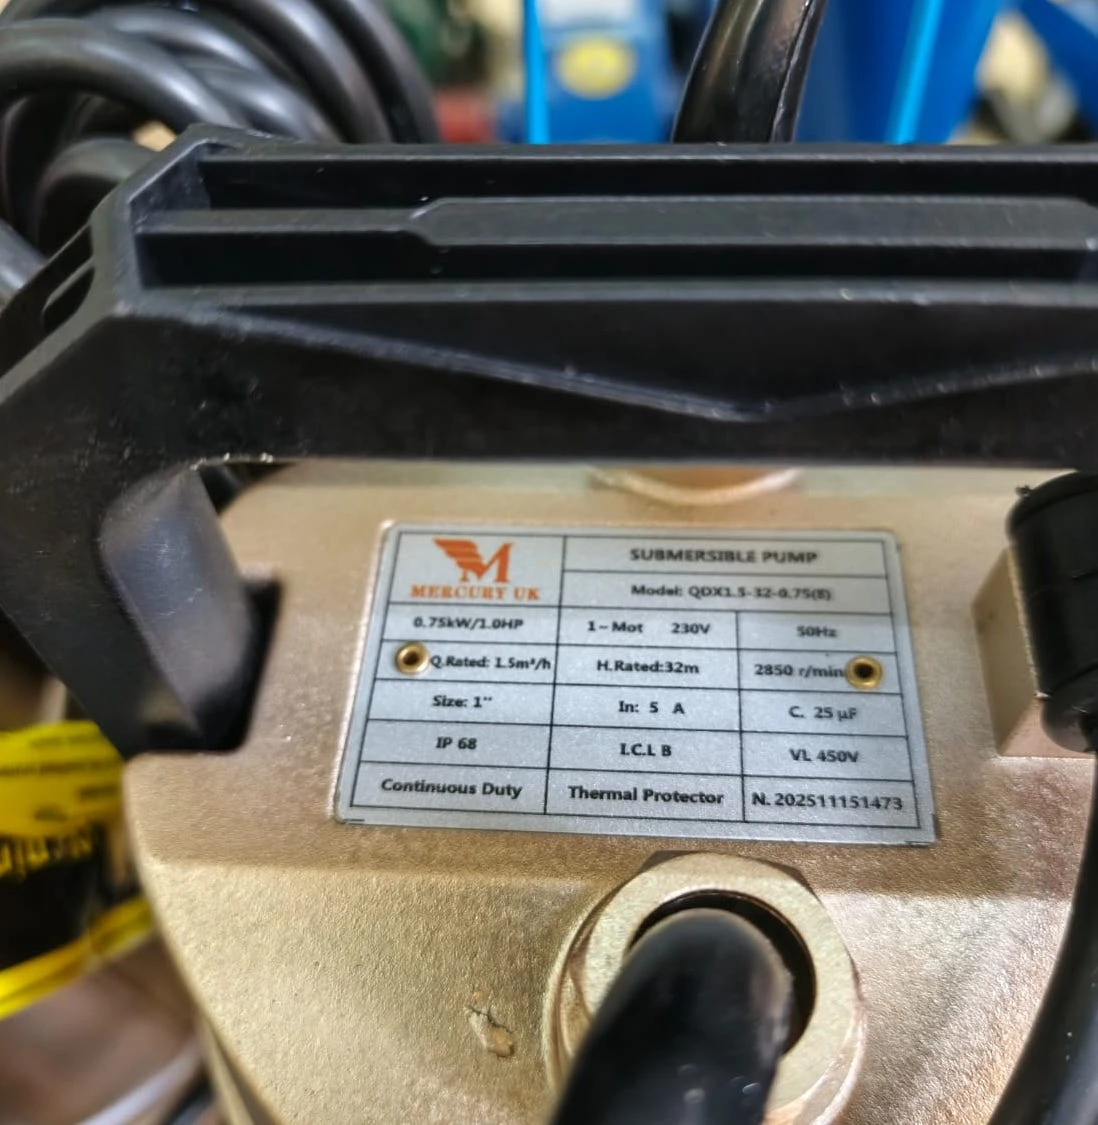 MERCURY UK
SUBMERSIBLE PUMP
Model: QDX1.5-32-0.75(8)
0.75kW/1.0HP
1~Mot 230V
50Hz
Q.Rated: 1.5m³/h
H.Rated:32m
2850 r/min
Size: 1"
In: 5 A
C. 25 µF
IP 68
I.C.L B
VL 450V
Continuous Duty
Thermal Protector
N. 202511151473